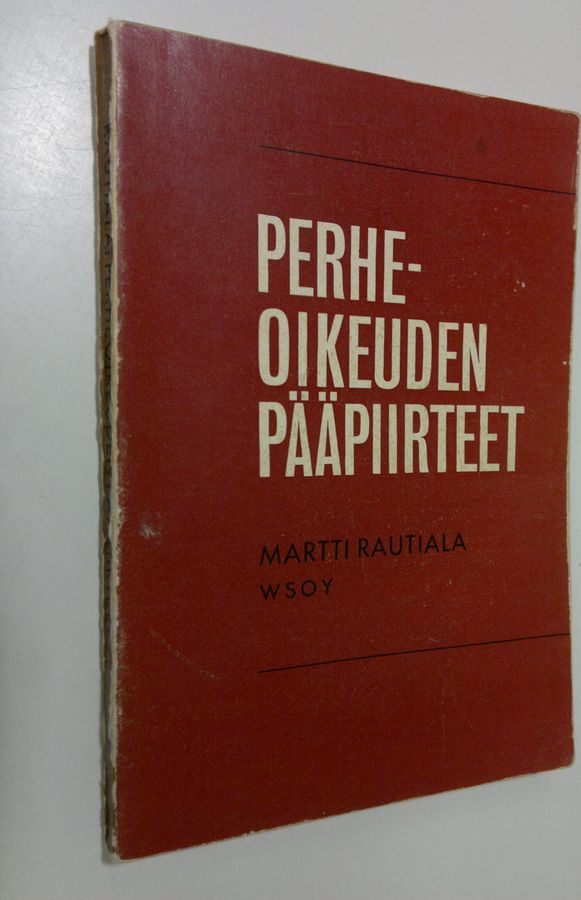 PERHE-
OIKEUDEN
PÄÄPIIRTEET
MARTTI RAUTIALA
WSOY